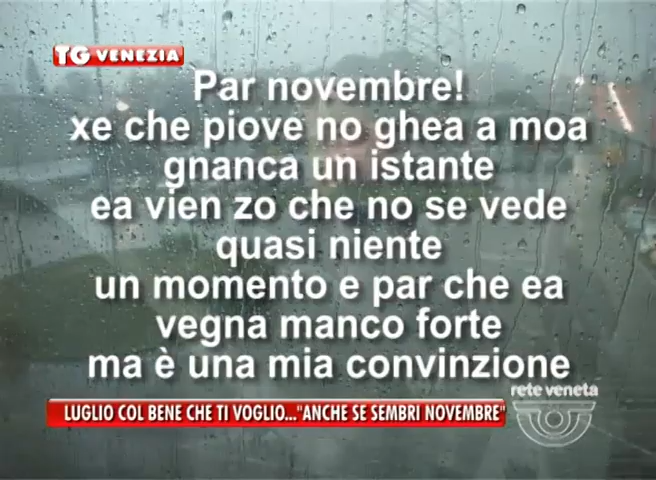 TG VENEZIA
Par novembre!
xe che piove no ghea a moa
gnanca un istante
ea vien zo che no se vede
quasi niente
un momento e par che ea
vegna manco forte
ma è una mia convinzione
rete veneta
LUGLIO COL BENE CHE TI VOGLIO..."ANCHE SE SEMBRI NOVEMBRE"